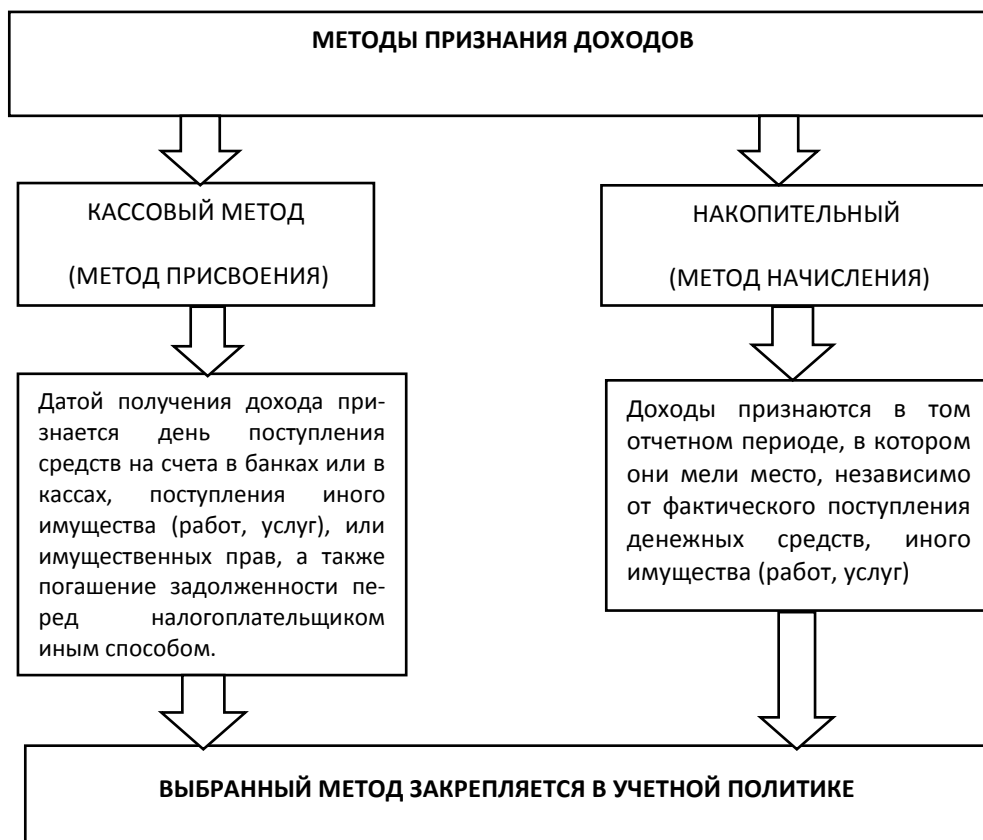 МЕТОДЫ ПРИЗНАНИЯ ДОХОДОВ
КАССОВЫЙ МЕТОД
(МЕТОД ПРИСВОЕНИЯ)
НАКОПИТЕЛЬНЫЙ
(МЕТОД НАЧИСЛЕНИЯ)
Датой получения дохода при-
знается день поступления
средств на счета в банках или в
кассах, поступления иного
имущества (работ, услуг), или
имущественных прав, а также
погашение задолженности пе-
ред налогоплательщиком
иным способом.
Доходы признаются в том
отчетном периоде, в котором
они мели место, независимо
от фактического поступления
денежных средств, иного
имущества (работ, услуг)
ВЫБРАННЫЙ МЕТОД ЗАКРЕПЛЯЕТСЯ В УЧЕТНОЙ ПОЛИТИКЕ